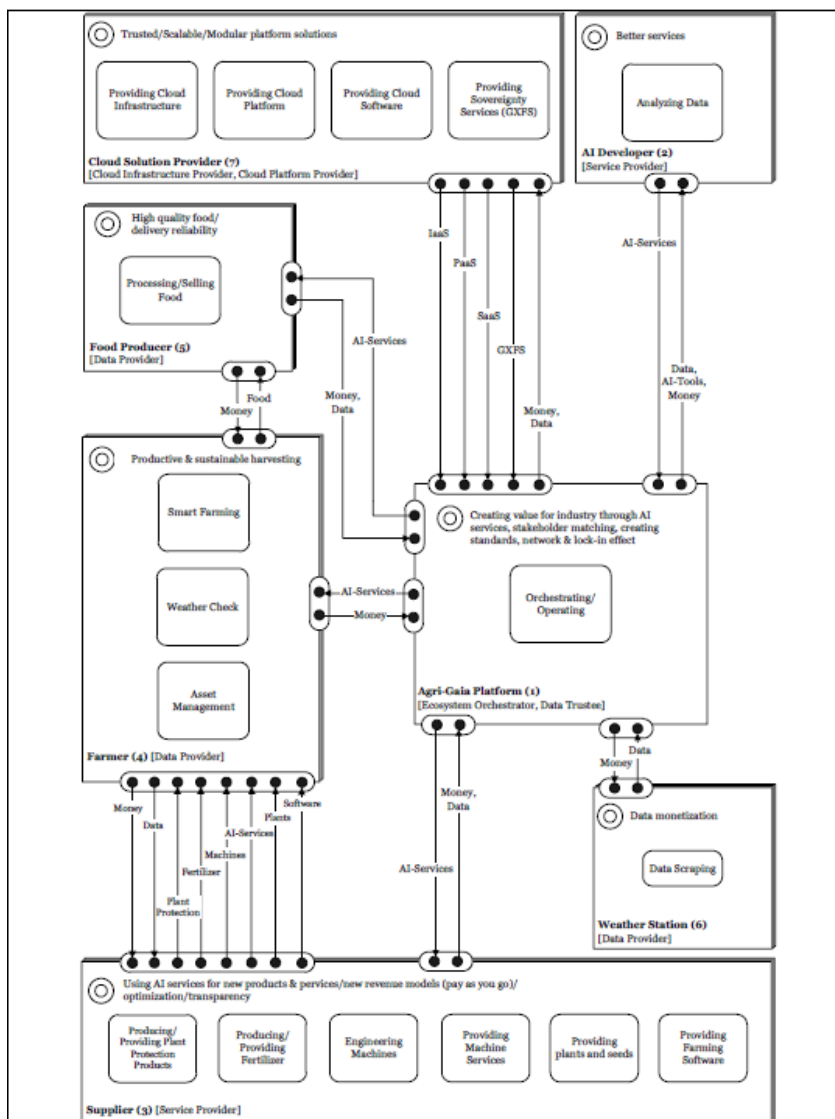 Trusted/Scalable/Modular platform solutions
Providing Cloud
Infrastructure
Providing Cloud
Platform
Providing Cloud
Software
Providing
Sovereignty
Services (GXFS)
Cloud Solution Provider (7)
[Cloud Infrastructure Provider, Cloud Platform Provider]
Better services
Analyzing Data
AI Developer (2)
[Service Provider]
High quality food/
delivery reliability
Processing/Selling
Food
Food Producer (5)
[Data Provider]
IaaS
PaaS
SaaS
GXFS
Money,
Data
AI-Services
Data,
AI-Tools,
Money
AI-Services
Money,
Data
Money
Food
Productive & sustainable harvesting
Smart Farming
Weather Check
Asset
Management
Farmer (4) [Data Provider]
AI-Services
Money
Creating value for industry through AI
services, stakeholder matching, creating
standards, network & lock-in effect
Orchestrating/
Operating
Agri-Gaia Platform (1)
[Ecosystem Orchestrator, Data Trustee]
Money
Data
Data monetization
Data Scraping
Weather Station (6)
[Data Provider]
Money
Data
Plant
Protection
Fertilizer
Machines
AI-Services
Plants
Software
AI-Services
Money,
Data
Using AI services for new products & pervices/new revenue models (pay as you go)/
optimization/transparency
Producing/
Providing Plant
Protection
Products
Producing/
Providing
Fertilizer
Engineering
Machines
Providing
Machine
Services
Providing
plants and seeds
Providing
Farming
Software
Supplier (3) [Service Provider]